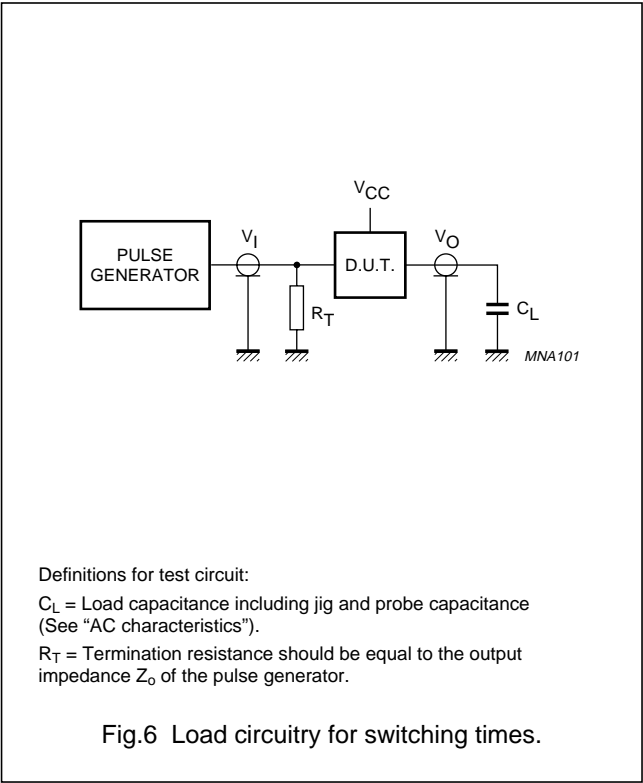 VCC
PULSE
GENERATOR
VI
D.U.T.
VO
RT
CL
MNA101
Definitions for test circuit:
CL = Load capacitance including jig and probe capacitance
(See “AC characteristics”).
RT = Termination resistance should be equal to the output
impedance Zo of the pulse generator.
Fig.6 Load circuitry for switching times.